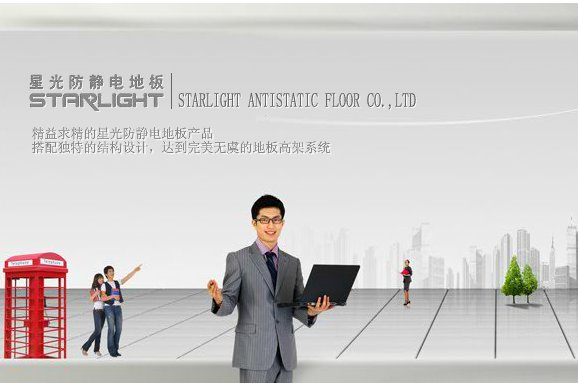 星光防静电地板
STARLIGHT
STARLIGHT ANTISTATIC FLOOR CO.,LTD
精益求精的星光防静电地板产品
搭配独特的结构设计，达到完美无虞的地板高架系统